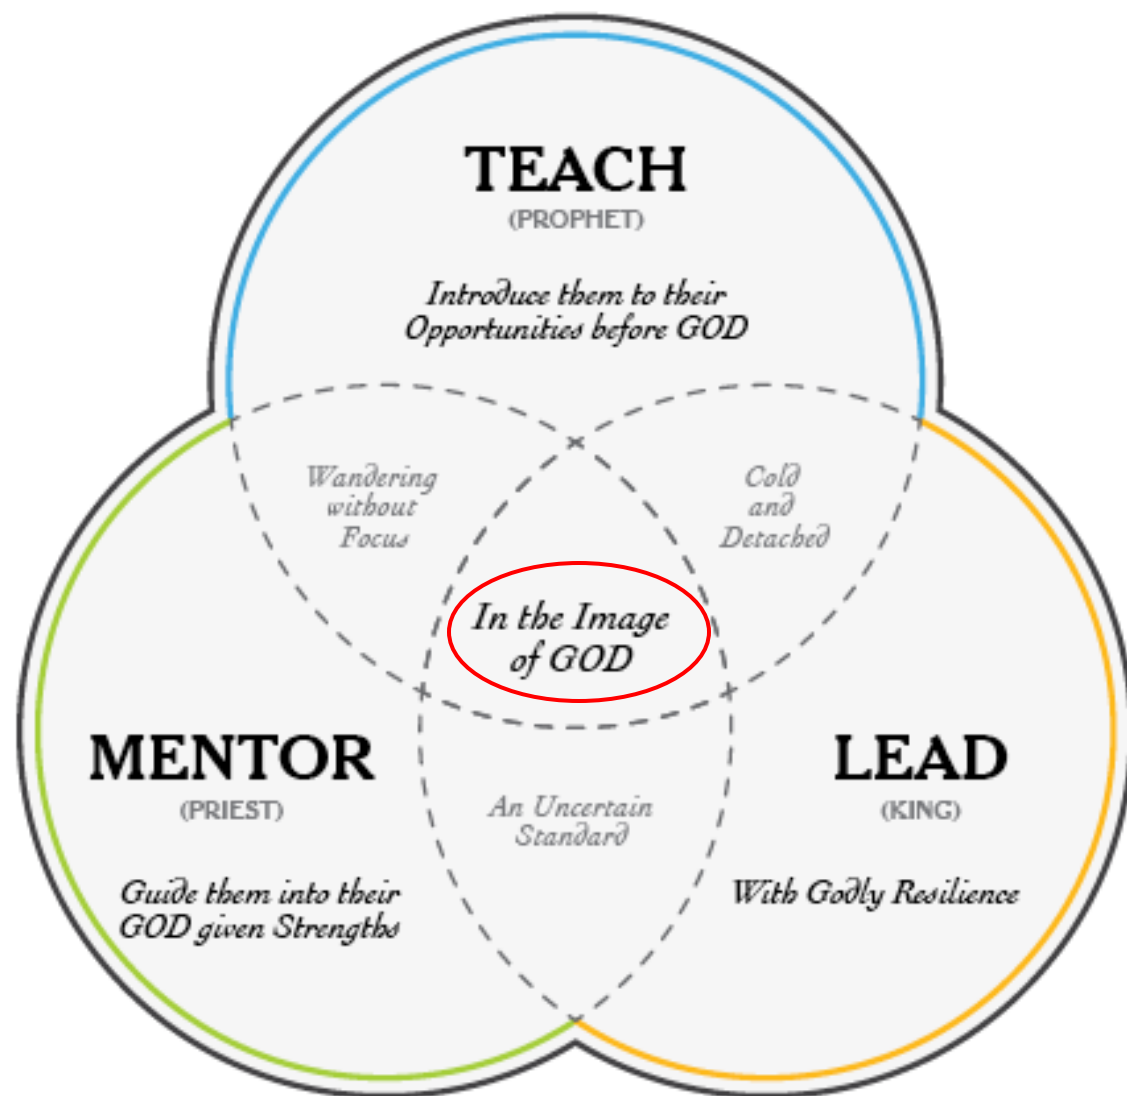 TEACH
(PROPHET)
Introduce them to their
Opportunities before GOD
Wandering
without
Focus
Cold
and
Detached
In the Image
of GOD
MENTOR
(PRIEST)
Guide them into their
GOD given Strengths
An Uncertain
Standard
LEAD
(KING)
With Godly Resilience